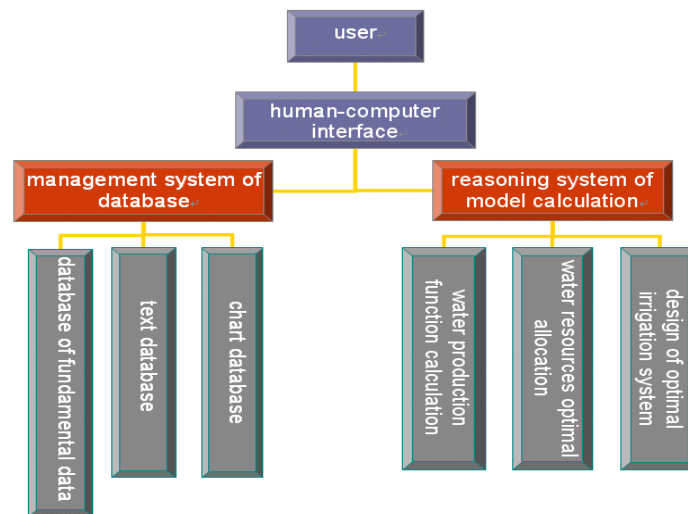 user
human-computer
interface
management system of
database
reasoning system of
model calculation
database of fundamental data
text database
chart database
water production
function calculation
water resources optimal
allocation
design of optimal
irrigation system